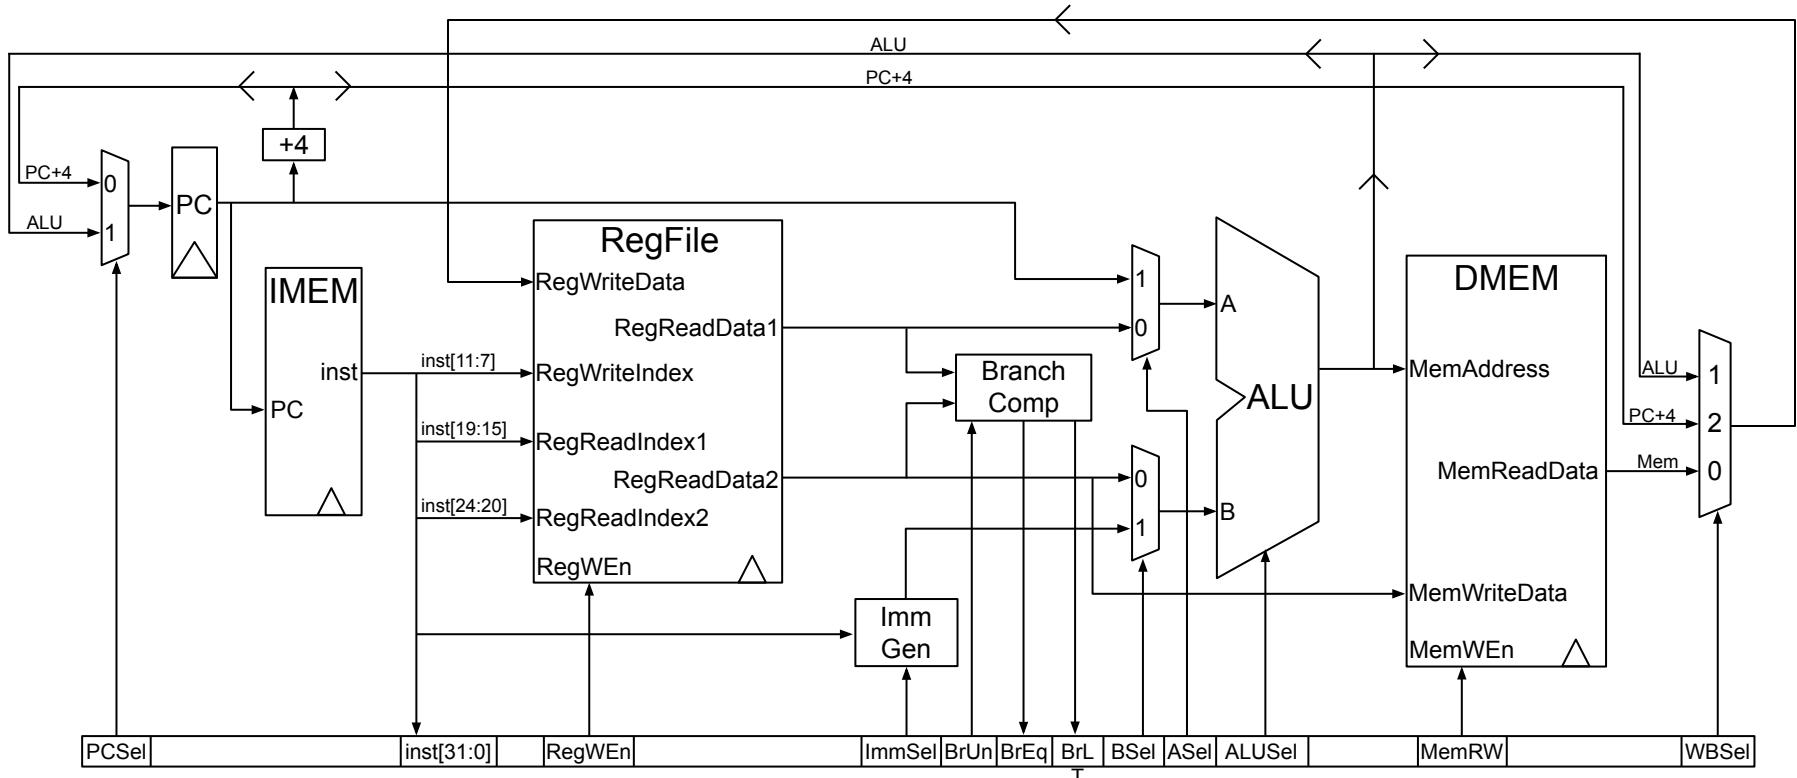 ALU
PC+4
+4
PC+4
0
ALU
1
PC
IMEM
inst
PC
RegFile
RegWriteData
RegReadData1
inst[11:7]
RegWriteIndex
inst[19:15]
RegReadIndex1
RegReadData2
inst[24:20]
RegReadIndex2
RegWEn
Imm
Gen
Branch
Comp
1
0
0
1
A
ALU
B
DMEM
MemAddress
MemReadData
MemWriteData
MemWEn
ALU
1
PC+4
2
Mem
0
PCSel
inst[31:0]
RegWEn
ImmSel
BrUn
BrEq
BrL
T
BSel
ASel
ALUSel
MemRW
WBSel